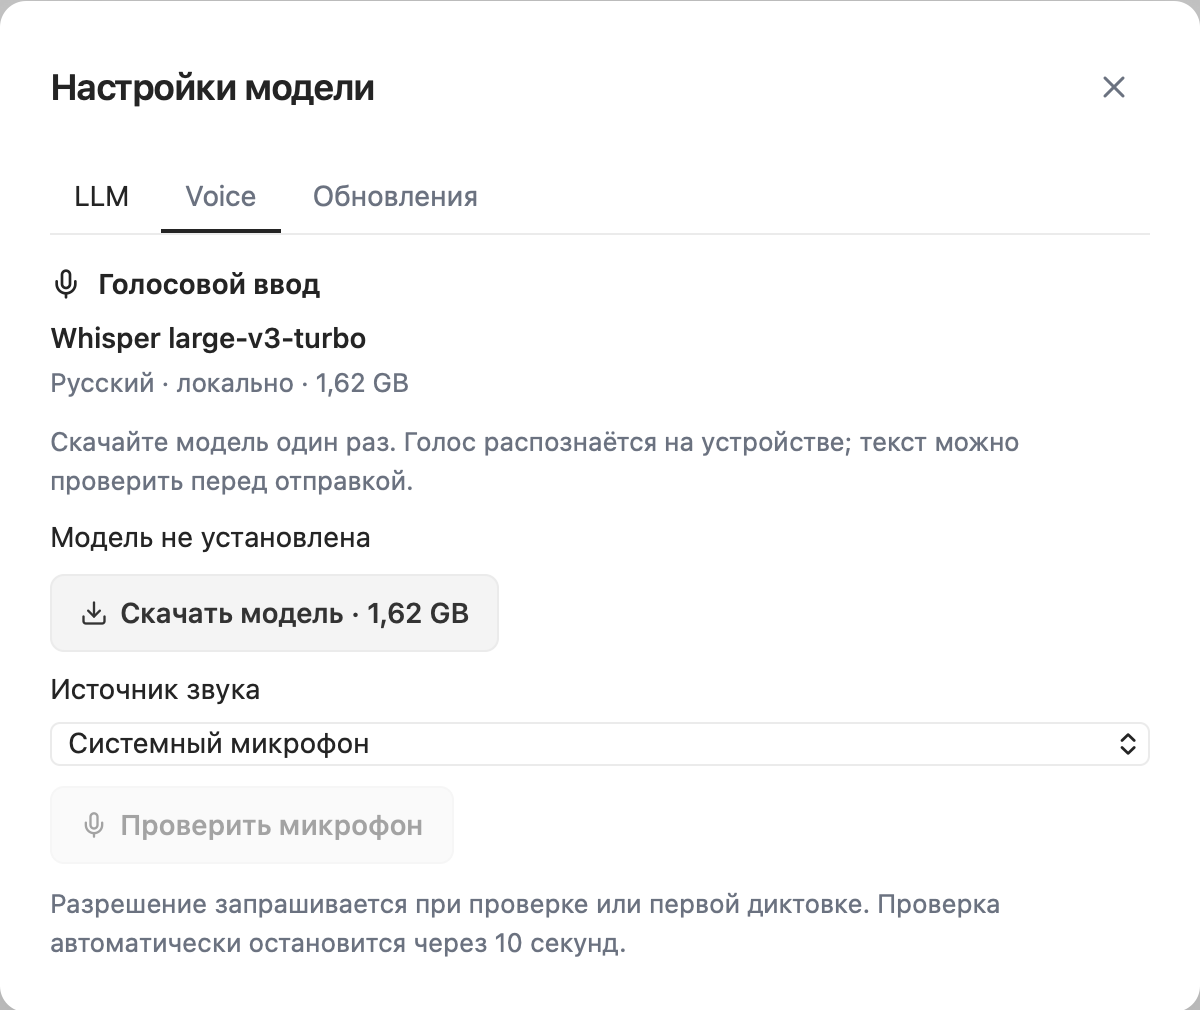 Настройки модели
LLM
Voice
Обновления
Голосовой ввод
Whisper large-v3-turbo
Русский · локально · 1,62 GB
Скачайте модель один раз. Голос распознаётся на устройстве; текст можно
проверить перед отправкой.
Модель не установлена
Скачать модель · 1,62 GB
Источник звука
Системный микрофон
Проверить микрофон
Разрешение запрашивается при проверке или первой диктовке. Проверка
автоматически остановится через 10 секунд.